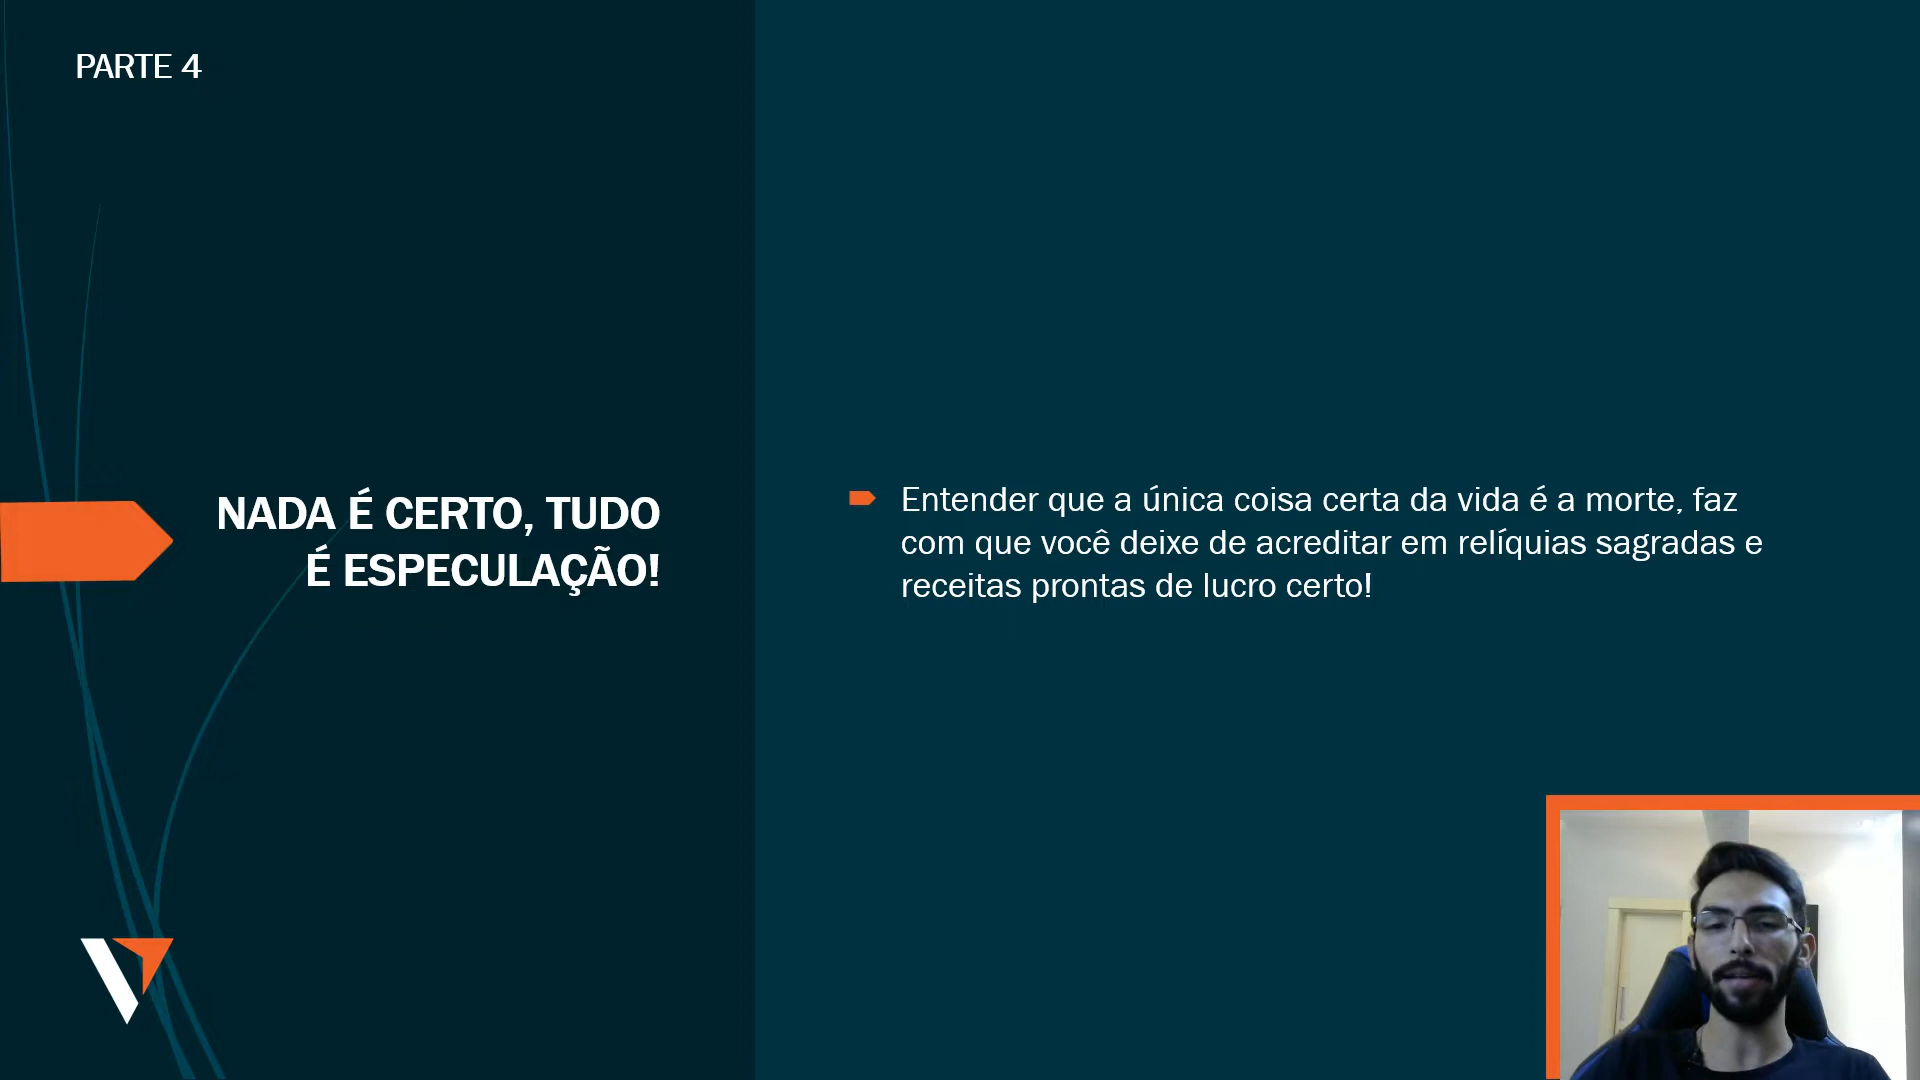 PARTE 4
NADA É CERTO, TUDO
É ESPECULAÇÃO!
Entender que a única coisa certa da vida é a morte, faz
com que você deixe de acreditar em relíquias sagradas e
receitas prontas de lucro certo!